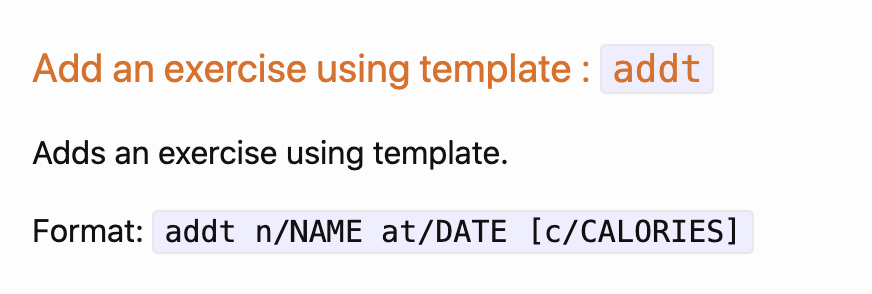 Add an exercise using template : addt
Adds an exercise using template.
Format: addt n/NAME at/DATE [c/CALORIES]